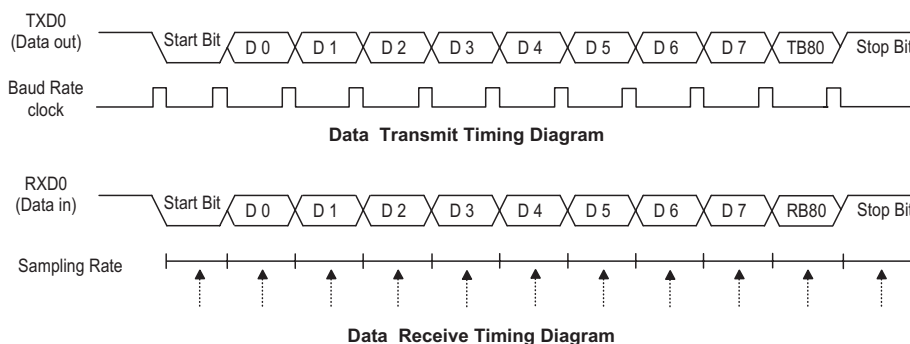 TXD0
(Data out)
Start Bit D 0 D 1 D 2 D 3 D 4 D 5 D 6 D 7 TB80 Stop Bit
Baud Rate
clock
Data Transmit Timing Diagram
RXD0
(Data in)
Start Bit D 0 D 1 D 2 D 3 D 4 D 5 D 6 D 7 RB80 Stop Bit
Sampling Rate
Data Receive Timing Diagram